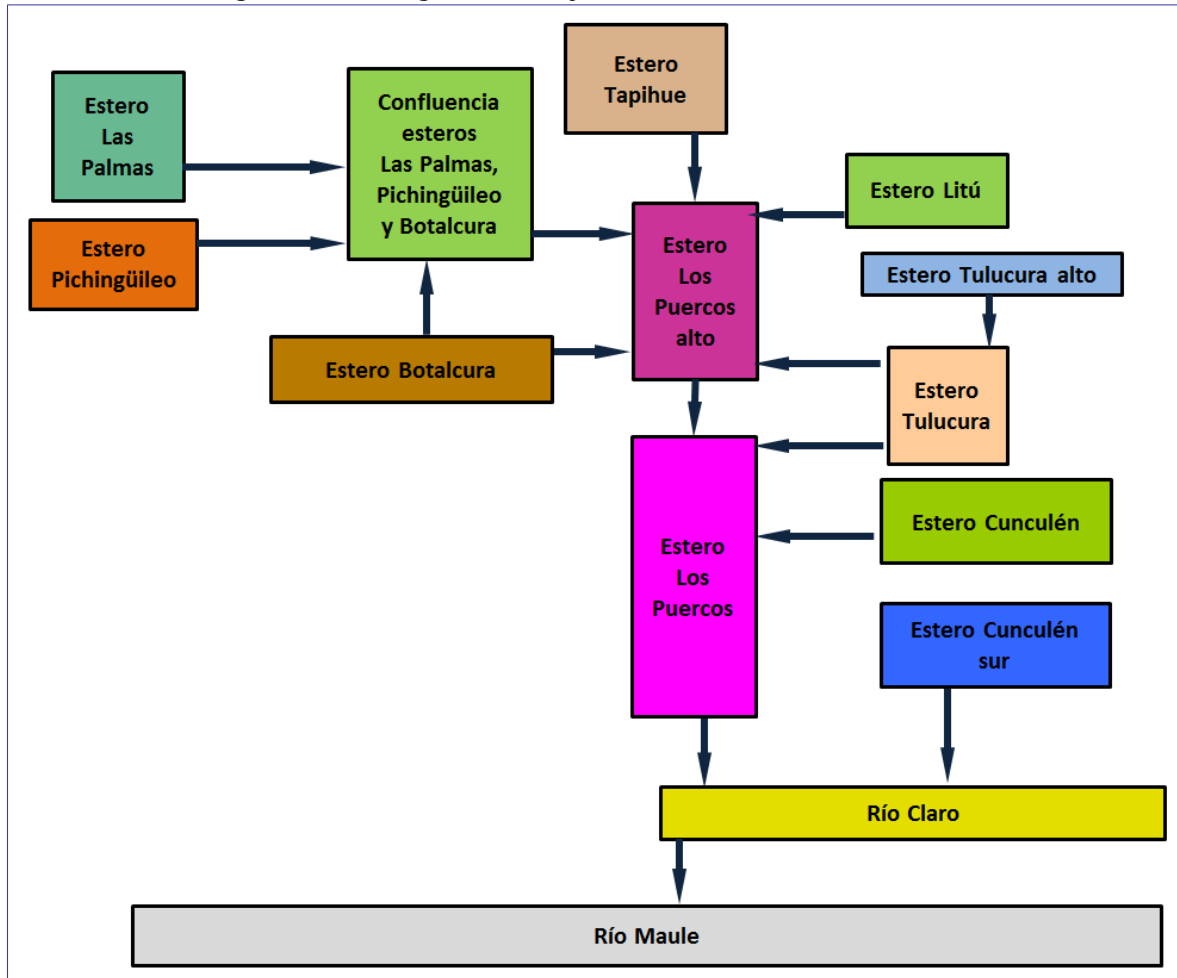 Estero
Las
Palmas
Confluencia
esteros
Las Palmas,
Pichingüileo
y Botalcura
Estero
Tapihue
Estero Litú
Estero
Pichingüileo
Estero
Los
Puercos
alto
Estero Tulucura alto
Estero Botalcura
Estero
Tulucura
Estero Cunculén
Estero
Los
Puercos
Estero Cunculén
sur
Río Claro
Río Maule